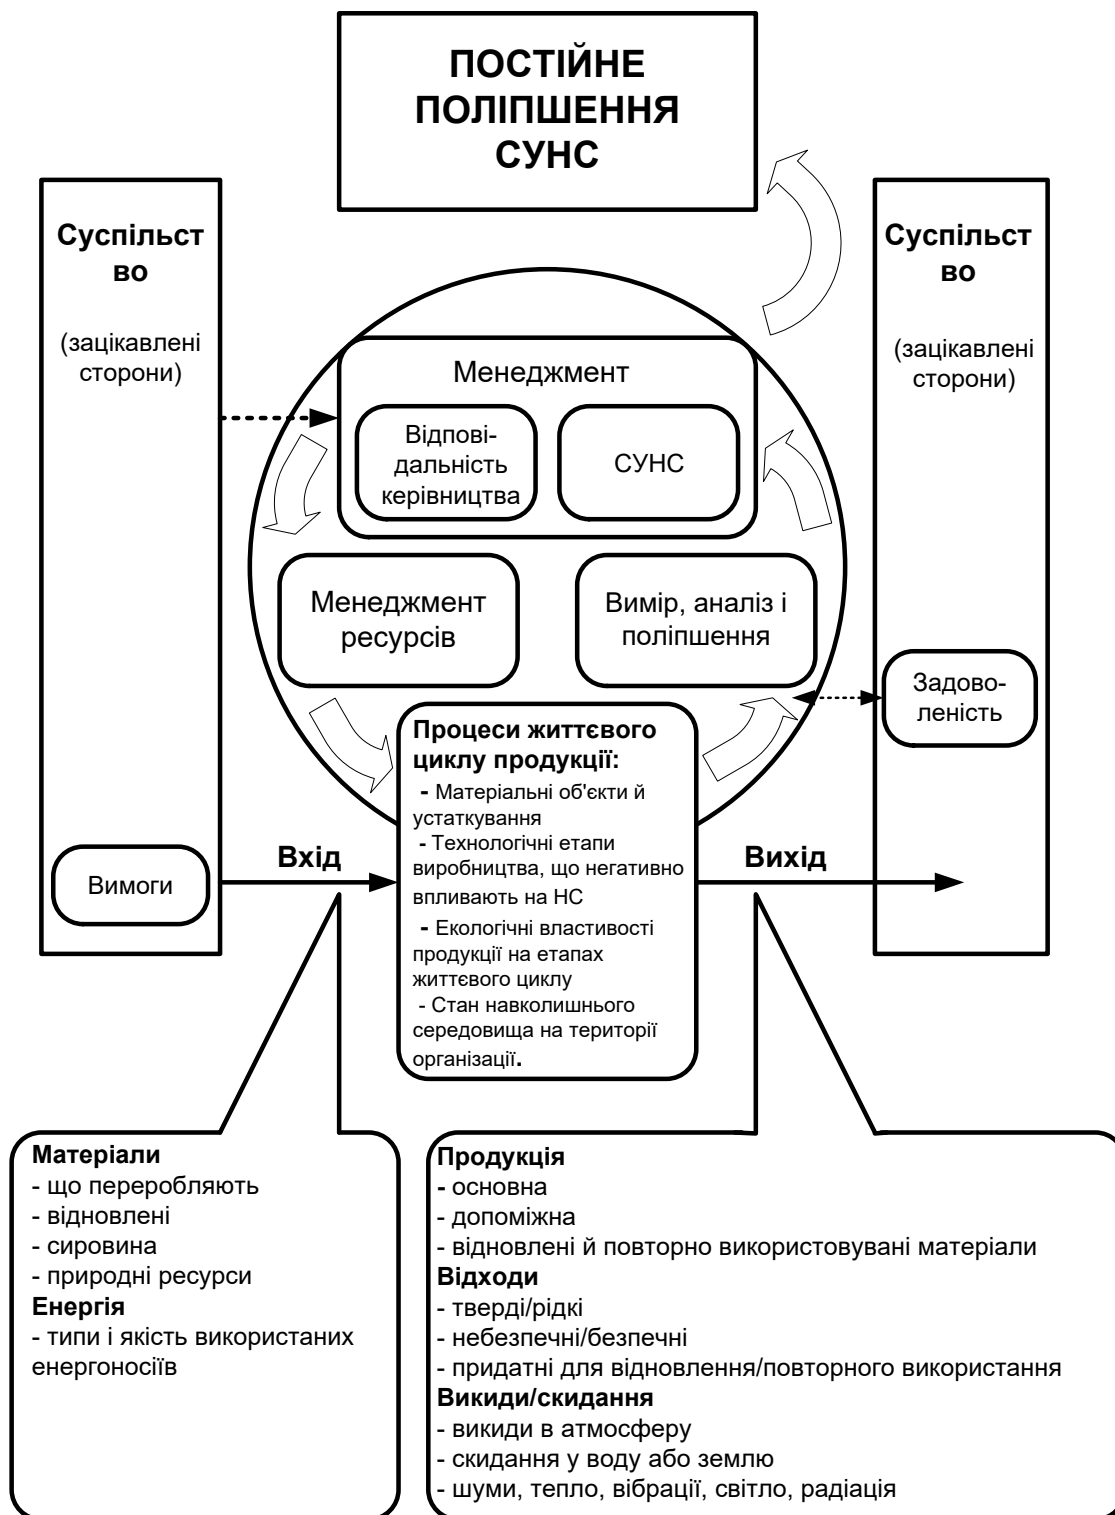 ПОСТІЙНЕ
ПОЛІПШЕННЯ
СУНС
Суспільст
во
(зацікавлені
сторони)
Суспільст
во
(зацікавлені
сторони)
Менеджмент
Відпові-
дальність
керівництва
СУНС
Менеджмент
ресурсів
Вимір, аналіз і
поліпшення
Задово-
леність
Процеси життєвого
циклу продукції:
- Матеріальні об'єкти й
устаткування
- Технологічні етапи
виробництва, що негативно
впливають на НС
- Екологічні властивості
продукції на етапах
життєвого циклу
- Стан навколишнього
середовища на території
організації.
Вхід
Вихід
Вимоги
Матеріали
- що переробляють
- відновлені
- сировина
- природні ресурси
Енергія
- типи і якість використаних
енергоносіїв
Продукція
- основна
- допоміжна
- відновлені й повторно використовувані матеріали
Відходи
- тверді/рідкі
- небезпечні/безпечні
- придатні для відновлення/повторного використання
Викиди/скидання
- викиди в атмосферу
- скидання у воду або землю
- шуми, тепло, вібрації, світло, радіація